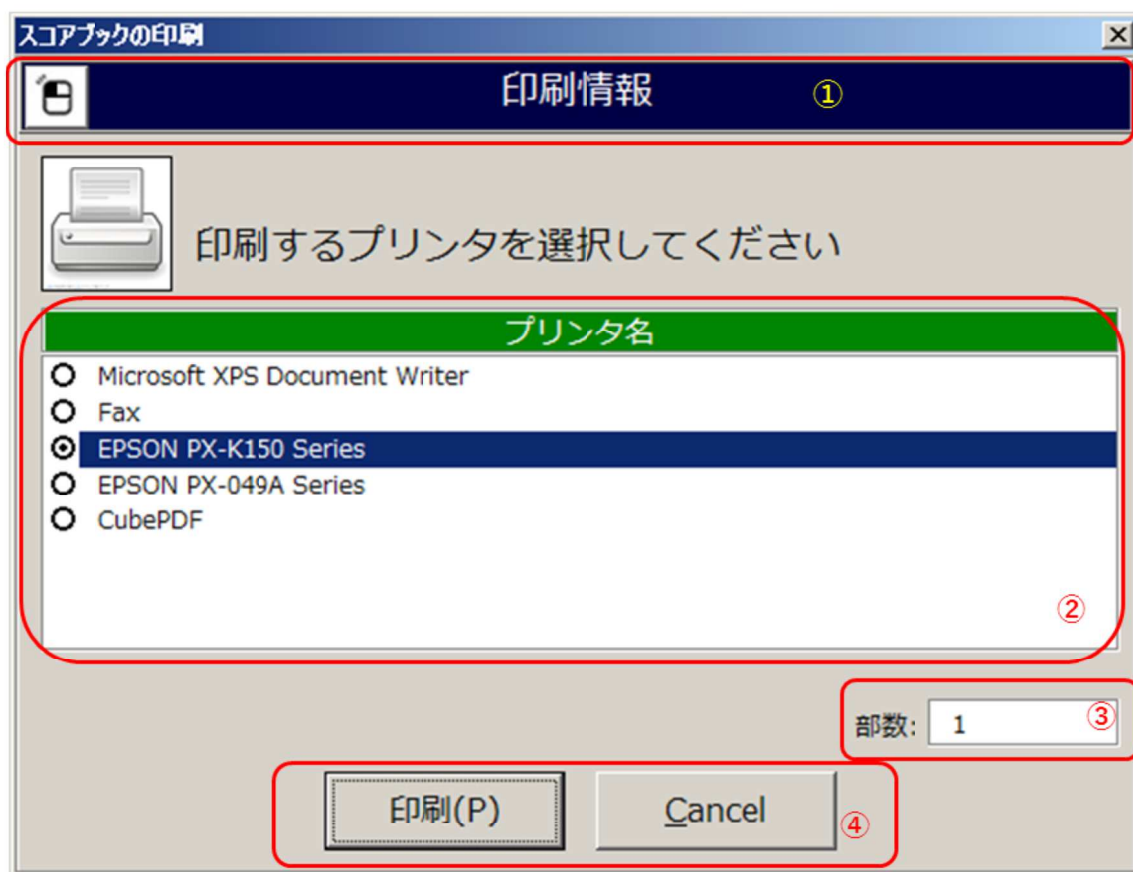 スコアブックの印刷
印刷情報 ①
印刷するプリンタを選択してください
プリンタ名
Microsoft XPS Document Writer
Fax
EPSON PX-K150 Series
EPSON PX-049A Series
CubePDF
②
部数: 1 ③
印刷(P) Cancel ④